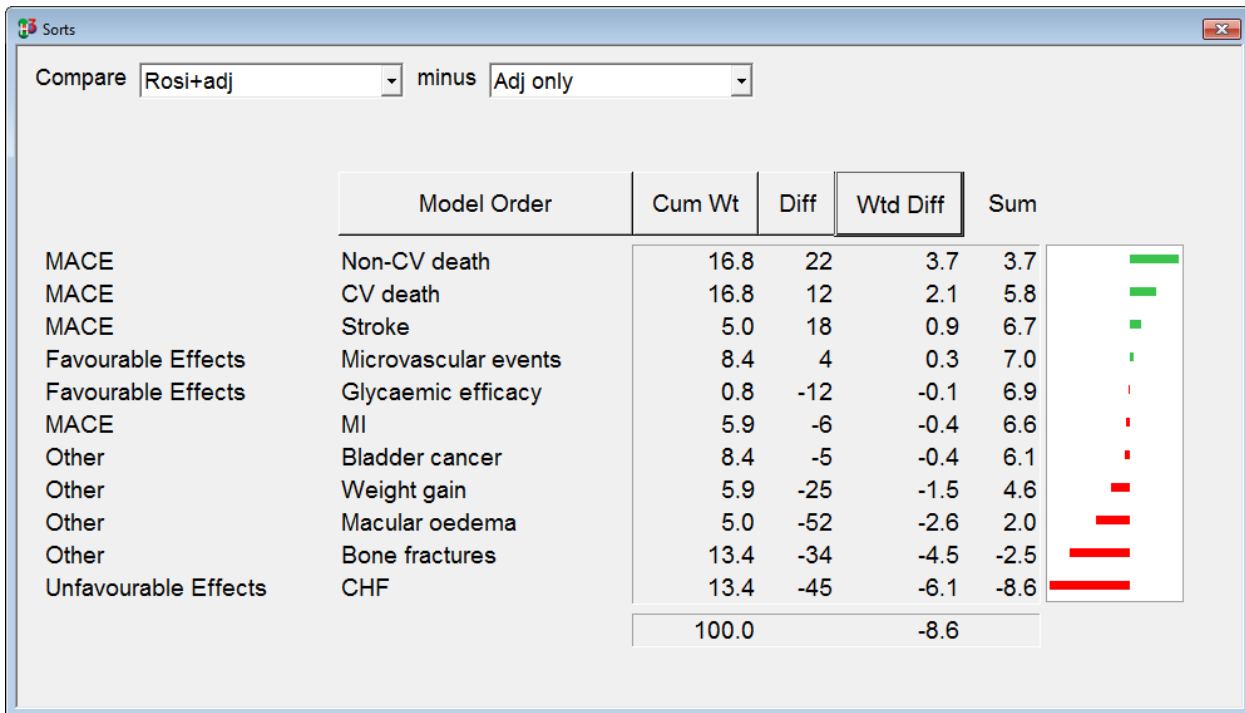 Sorts
Compare Rosi+adj minus Adj only
Model Order Cum Wt Diff Wtd Diff Sum
MACE Non-CV death 16.8 22 3.7 3.7
MACE CV death 16.8 12 2.1 5.8
MACE Stroke 5.0 18 0.9 6.7
Favourable Effects Microvascular events 8.4 4 0.3 7.0
Favourable Effects Glycaemic efficacy 0.8 -12 -0.1 6.9
MACE MI 5.9 -6 -0.4 6.6
Other Bladder cancer 8.4 -5 -0.4 6.1
Other Weight gain 5.9 -25 -1.5 4.6
Other Macular oedema 5.0 -52 -2.6 2.0
Other Bone fractures 13.4 -34 -4.5 -2.5
Unfavourable Effects CHF 13.4 -45 -6.1 -8.6
100.0 -8.6